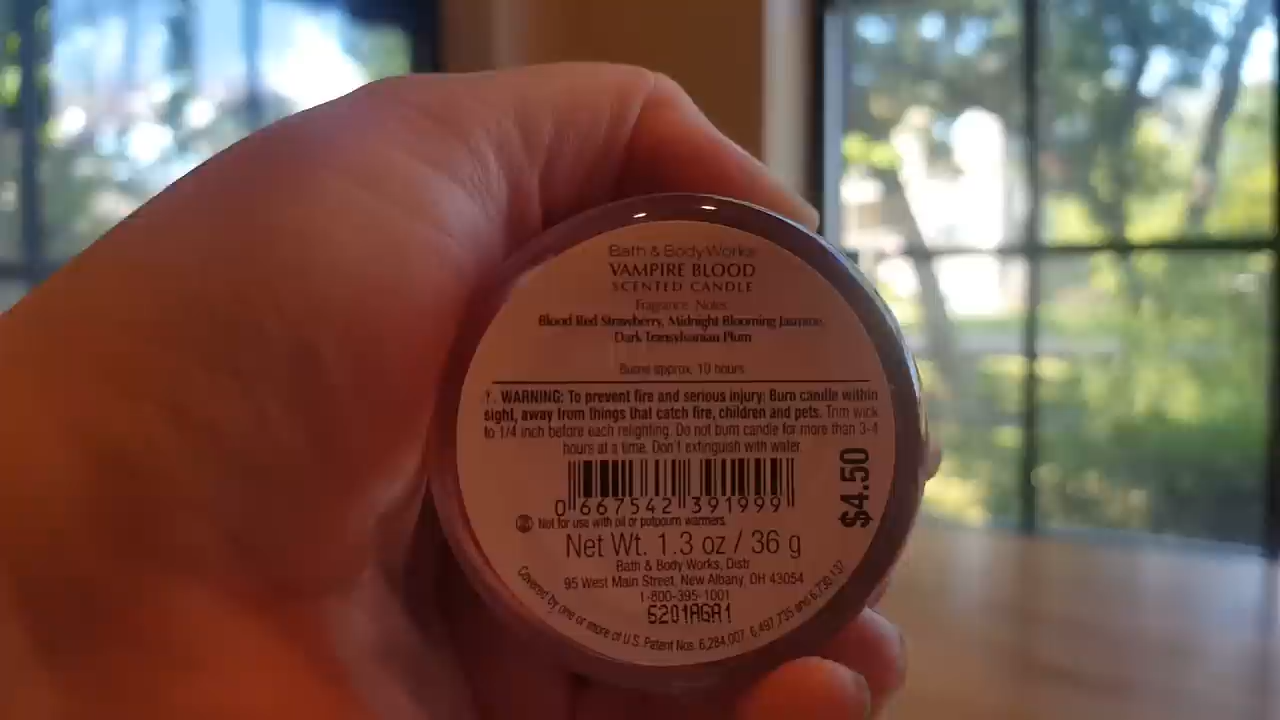 Bath & Body Works
VAMPIRE BLOOD
SCENTED CANDLE
Fragrance Notes
Blood Red Strawberry, Midnight Blooming Jasmine,
Dark Transylvanian Plum
Burns approx. 10 hours
WARNING: To prevent fire and serious injury: Burn candle within
sight, away from things that catch fire, children and pets. Trim wick
to 1/4 inch before each relighting. Do not burn candle for more than 3-4
hours at a time. Don't extinguish with water.
$4.50
0 667542 391999
Not for use with oil or potpourri warmers.
Net Wt. 1.3 oz / 36 g
Bath & Body Works, Distr
95 West Main Street, New Albany, OH 43054
1-800-395-1001
6201AGA1
Covered by one or more of U.S. Patent Nos. 6,284,007, 6,497,735 and 6,730,137